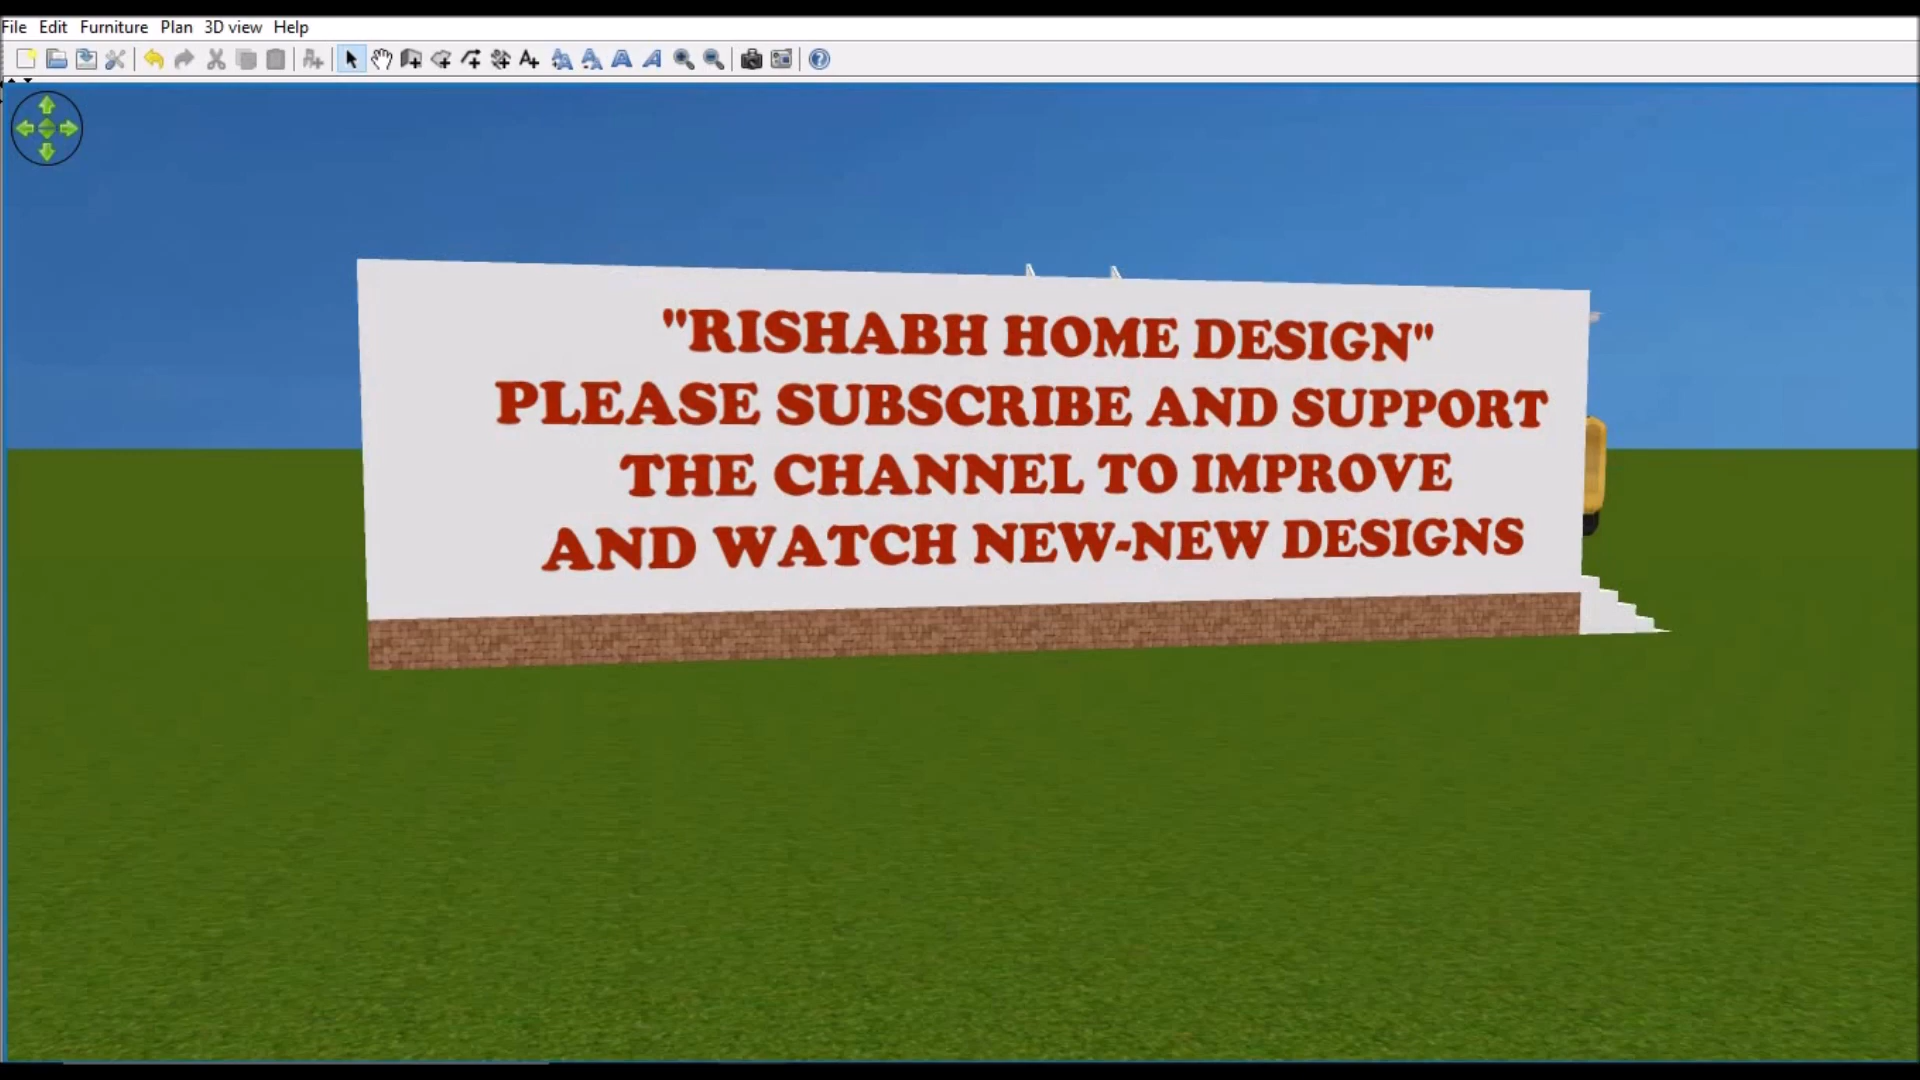 File Edit Furniture Plan 3D view Help
"RISHABH HOME DESIGN"
PLEASE SUBSCRIBE AND SUPPORT
THE CHANNEL TO IMPROVE
AND WATCH NEW-NEW DESIGNS